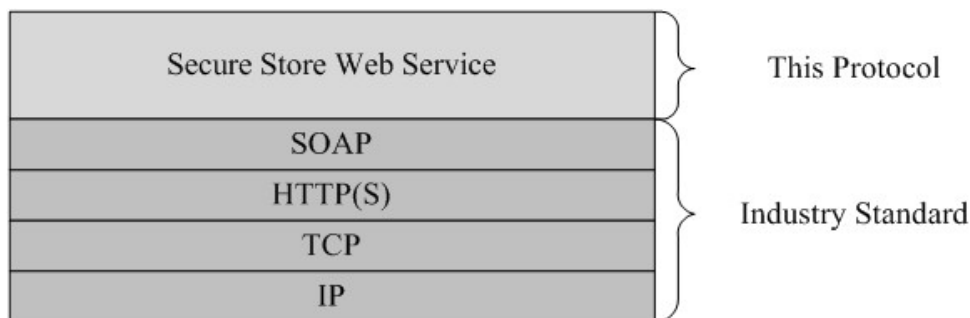 Secure Store Web Service
This Protocol
SOAP
HTTP(S)
TCP
IP
Industry Standard